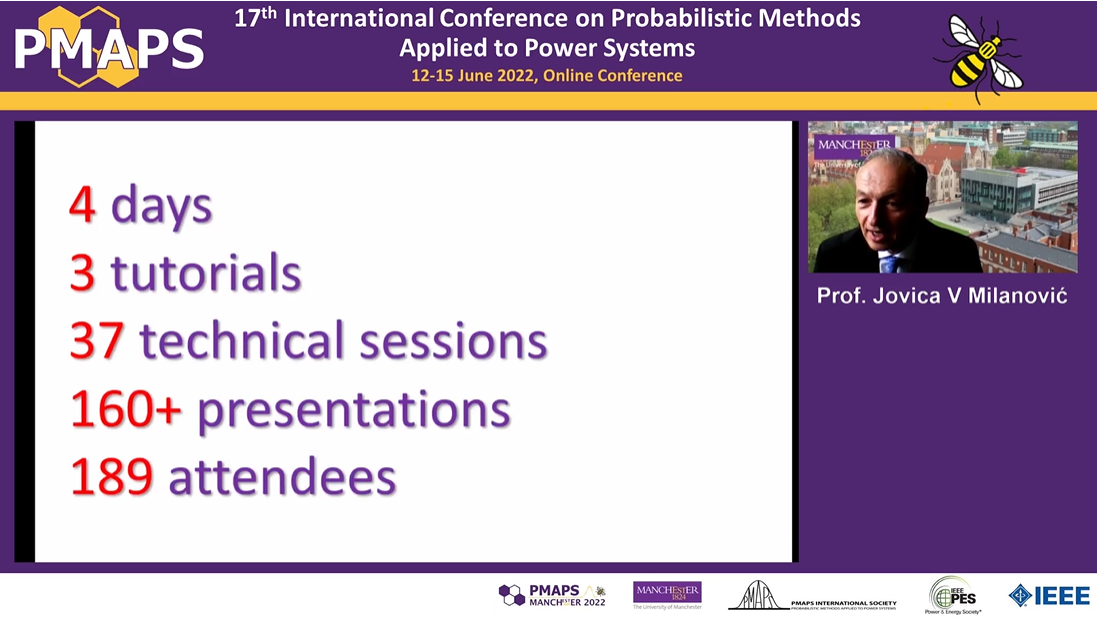 PMAPS
17th International Conference on Probabilistic Methods
Applied to Power Systems
12-15 June 2022, Online Conference
4 days
3 tutorials
37 technical sessions
160+ presentations
189 attendees
MANCHESTER
1824
Prof. Jovica V Milanović
PMAPS
MANCHESTER 2022
MANCHESTER
1824
The University of Manchester
PMAPS
PMAPS INTERNATIONAL SOCIETY
PROBABILISTIC METHODS APPLIED TO POWER SYSTEMS
IEEE
PES
Power & Energy Society®
IEEE